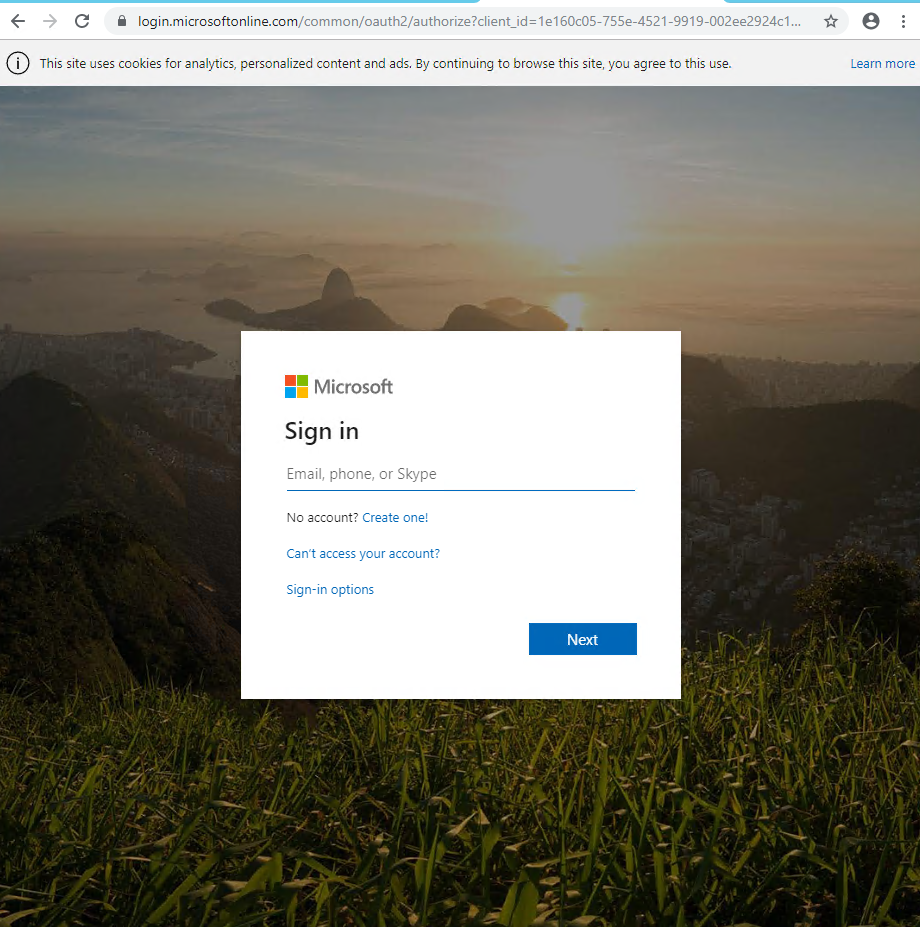 login.microsoftonline.com/common/oauth2/authorize?client_id=1e160c05-755e-4521-9919-002ee2924c1...
This site uses cookies for analytics, personalized content and ads. By continuing to browse this site, you agree to this use. Learn more
Microsoft
Sign in
Email, phone, or Skype
No account? Create one!
Can't access your account?
Sign-in options
Next